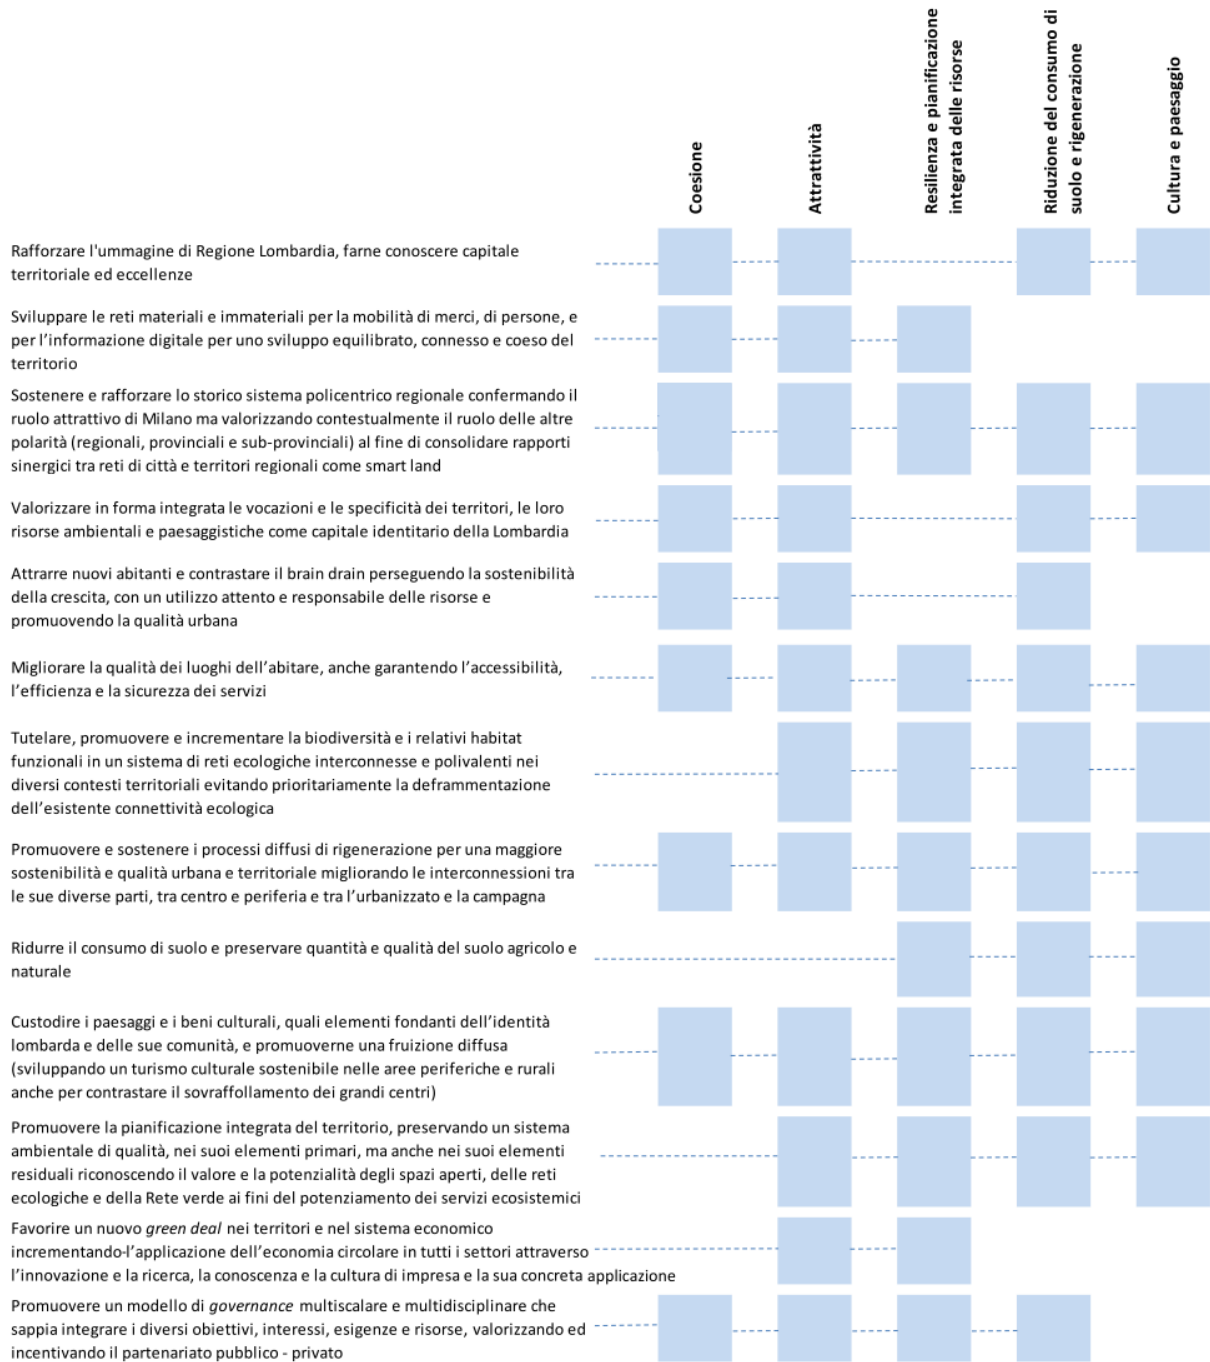 Coesione
Attrattività
Resilienza e pianificazione
integrata delle risorse
Riduzione del consumo di
suolo e rigenerazione
Cultura e paesaggio
Rafforzare l'ummagine di Regione Lombardia, farne conoscere capitale
territoriale ed eccellenze
Sviluppare le reti materiali e immateriali per la mobilità di merci, di persone, e
per l’informazione digitale per uno sviluppo equilibrato, connesso e coeso del
territorio
Sostenere e rafforzare lo storico sistema policentrico regionale confermando il
ruolo attrattivo di Milano ma valorizzando contestualmente il ruolo delle altre
polarità (regionali, provinciali e sub-provinciali) al fine di consolidare rapporti
sinergici tra reti di città e territori regionali come smart land
Valorizzare in forma integrata le vocazioni e le specificità dei territori, le loro
risorse ambientali e paesaggistiche come capitale identitario della Lombardia
Attrarre nuovi abitanti e contrastare il brain drain perseguendo la sostenibilità
della crescita, con un utilizzo attento e responsabile delle risorse e
promuovendo la qualità urbana
Migliorare la qualità dei luoghi dell’abitare, anche garantendo l’accessibilità,
l’efficienza e la sicurezza dei servizi
Tutelare, promuovere e incrementare la biodiversità e i relativi habitat
funzionali in un sistema di reti ecologiche interconnesse e polivalenti nei
diversi contesti territoriali evitando prioritariamente la deframmentazione
dell’esistente connettività ecologica
Promuovere e sostenere i processi diffusi di rigenerazione per una maggiore
sostenibilità e qualità urbana e territoriale migliorando le interconnessioni tra
le sue diverse parti, tra centro e periferia e tra l’urbanizzato e la campagna
Ridurre il consumo di suolo e preservare quantità e qualità del suolo agricolo e
naturale
Custodire i paesaggi e i beni culturali, quali elementi fondanti dell’identità
lombarda e delle sue comunità, e promuoverne una fruizione diffusa
(sviluppando un turismo culturale sostenibile nelle aree periferiche e rurali
anche per contrastare il sovraffollamento dei grandi centri)
Promuovere la pianificazione integrata del territorio, preservando un sistema
ambientale di qualità, nei suoi elementi primari, ma anche nei suoi elementi
residuali riconoscendo il valore e la potenzialità degli spazi aperti, delle reti
ecologiche e della Rete verde ai fini del potenziamento dei servizi ecosistemici
Favorire un nuovo green deal nei territori e nel sistema economico
incrementando l’applicazione dell’economia circolare in tutti i settori attraverso
l’innovazione e la ricerca, la conoscenza e la cultura di impresa e la sua concreta applicazione
Promuovere un modello di governance multiscalare e multidisciplinare che
sappia integrare i diversi obiettivi, interessi, esigenze e risorse, valorizzando ed
incentivando il partenariato pubblico - privato